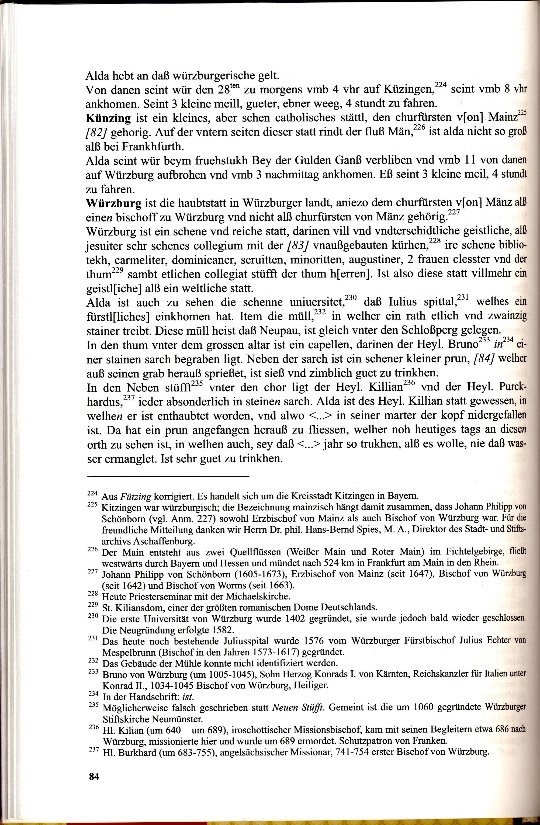 Alda hebt an daß würzburgerische gelt.
Von danen seint wür den 28ten zu morgens vmb 4 vhr auf Küzingen,224 seint vmb 8 vhr
ankhomen. Seint 3 kleine meill, gueter, ebner weeg, 4 stundt zu fahren.
Künzing ist ein kleines, aber schen catholisches stättl, den churfürsten v[on] Mainz225
[82] gehorig. Auf der vntern seiten dieser statt rindt der fluß Män,226 ist alda nicht so groß
alß bei Frankhfurth.
Alda seint wür beym fruehstukh Bey der Gulden Ganß verbliben vnd vmb 11 von danen
auf Würzburg aufbrohen vnd vmb 3 nachmittag ankhomen. Eß seint 3 kleine meil, 4 stundt
zu fahren.
Würzburg ist die haubtstatt in Würzburger landt, aniezo dem churfürsten v[on] Mänz alß
einen bischoff zu Würzburg vnd nicht alß churfürsten von Mänz gehörig.227
Würzburg ist ein schene vnd reiche statt, darinen vill vnd vndterschidtliche geistliche, alß
jesuiter sehr schenes collegium mit der [83] vnaußgebauten kürhen,228 ire schene biblio-
tekh, carmeliter, dominicaner, scruitten, minoritten, augustiner, 2 frauen clesster vnd der
thum229 sambt etlichen collegiat stüfft der thum h[erren]. Ist also diese statt villmehr ein
geistl[iche] alß ein weltliche statt.
Alda ist auch zu sehen die schenne uniuersitet,230 daß Iulius spittal,231 welhes ein
fürstl[liches] einkhomen hat. Item die müll,232 in welher ein rath etlich vnd zwainzig
stainer treibt. Diese müll heist daß Neupau, ist gleich vnter den Schloßperg gelegen.
In den thum vnter dem grossen altar ist ein capellen, darinen der Heyl. Bruno233 in234 ei-
ner stainen sarch begraben ligt. Neben der sarch ist ein schener kleiner prun, [84] welher
auß seinen grab herauß sprießet, ist sieß vnd zimblich guet zu trinkhen.
In den Neben stüfft235 vnter den chor ligt der Heyl. Killian236 vnd der Heyl. Purck-
hardus,237 ieder absonderlich in steinen sarch. Alda ist des Heyl. Killian statt gewessen, in
welhen er ist enthaubtet worden, vnd alwo <...> in seiner marter der kopf nidergefallen
ist. Da hat ein prun angefangen herauß zu fliessen, welher noh heutiges tags an diesen
orth zu sehen ist, in welhen auch, sey daß <...> jahr so trukhen, alß es wolle, nie daß was-
ser ermanglet. Ist sehr guet zu trinkhen.
224 Aus Fützing korrigiert. Es handelt sich um die Kreisstadt Kitzingen in Bayern.
225 Kitzingen war würzburgisch; die Bezeichnung mainzisch hängt damit zusammen, dass Johann Philipp von
Schönborn (vgl. Anm. 227) sowohl Erzbischof von Mainz als auch Bischof von Würzburg war. Für die
freundliche Mitteilung danken wir Herrn Dr. phil. Hans-Bernd Spies, M. A., Direktor des Stadt- und Stifts-
archivs Aschaffenburg.
226 Der Main entsteht aus zwei Quellflüssen (Weißer Main und Roter Main) im Fichtelgebirge, fließt
westwärts durch Bayern und Hessen und mündet nach 524 km in Frankfurt am Main in den Rhein.
227 Johann Philipp von Schönborn (1605-1673), Erzbischof von Mainz (seit 1647), Bischof von Würzburg
(seit 1642) und Bischof von Worms (seit 1663).
228 Heute Priesterseminar mit der Michaelskirche.
229 St. Kiliansdom, einer der größten romanischen Dome Deutschlands.
230 Die erste Universität von Würzburg wurde 1402 gegründet, sie wurde jedoch bald wieder geschlossen.
Die Neugründung erfolgte 1582.
231 Das heute noch bestehende Juliusspital wurde 1576 vom Würzburger Fürstbischof Julius Echter von
Mespelbrunn (Bischof in den Jahren 1573-1617) gegründet.
232 Das Gebäude der Mühle konnte nicht identifiziert werden.
233 Bruno von Würzburg (um 1005-1045), Sohn Herzog Konrads I. von Kärnten, Reichskanzler für Italien unter
Konrad II., 1034-1045 Bischof von Würzburg, Heiliger.
234 In der Handschrift: ist.
235 Möglicherweise falsch geschrieben statt Neuen Stüfft. Gemeint ist die um 1060 gegründete Würzburger
Stiftskirche Neumünster.
236 Hl. Kilian (um 640 um 689), iroschottischer Missionsbischof, kam mit seinen Begleitern etwa 686 nach
Würzburg, missionierte hier und wurde um 689 ermordet. Schutzpatron von Franken.
237 Hl. Burkhard (um 683-755), angelsächsischer Missionar, 741-754 erster Bischof von Würzburg.
84